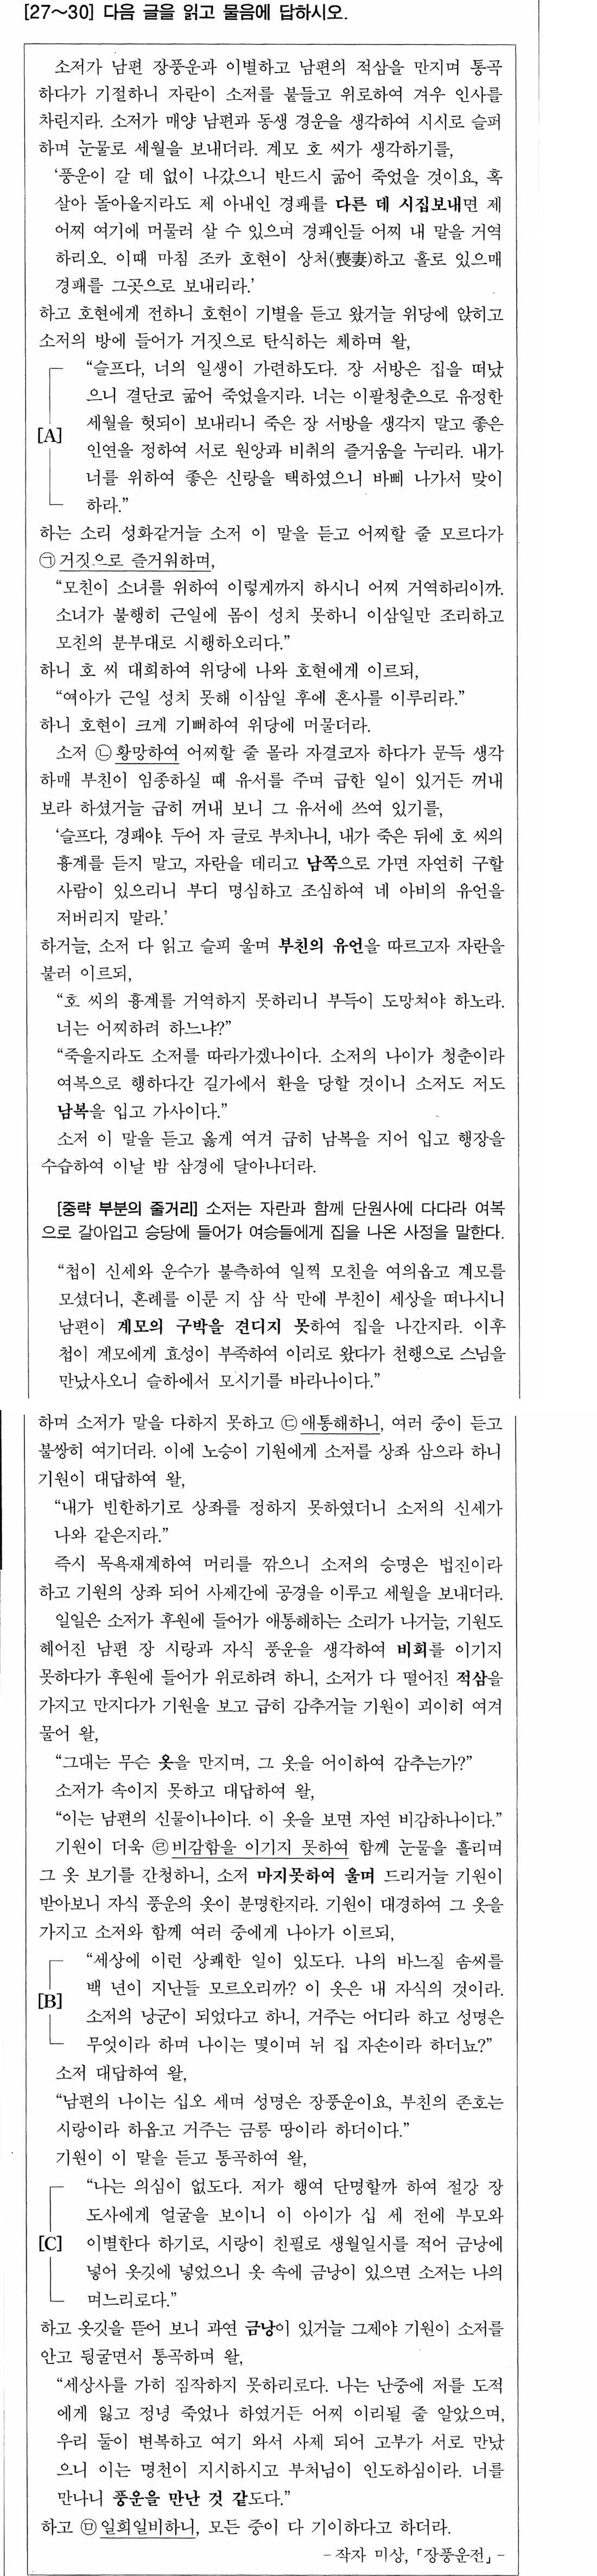 [27~30] 다음 글을 읽고 물음에 답하시오.
소저가 남편 장풍운과 이별하고 남편의 적삼을 만지며 통곡
하다가 기절하니 자란이 소저를 붙들고 위로하여 겨우 인사를
차린지라. 소저가 매양 남편과 동생 경운을 생각하여 시시로 슬퍼
하며 눈물로 세월을 보내더라. 계모 호 씨가 생각하기를,
‘풍운이 갈 데 없이 나갔으니 반드시 굶어 죽었을 것이요, 혹
살아 돌아올지라도 제 아내인 경패를 다른 데 시집보내면 제
어찌 여기에 머물러 살 수 있으며 경패인들 어찌 내 말을 거역
하리오. 이때 마침 조카 호현이 상처(喪妻)하고 홀로 있으매
경패를 그곳으로 보내리라.’
하고 호현에게 전하니 호현이 기별을 듣고 왔거늘 위당에 앉히고
소저의 방에 들어가 거짓으로 탄식하는 체하며 왈,
[A]
“슬프다, 너의 일생이 가련하도다. 장 서방은 집을 떠났
으니 결단코 굶어 죽었을지라. 너는 이팔청춘으로 유정한
세월을 헛되이 보내리니 죽은 장 서방을 생각지 말고 좋은
인연을 정하여 서로 원앙과 비취의 즐거움을 누리라. 내가
너를 위하여 좋은 신랑을 택하였으니 바삐 나가서 맞이
하라.”
하는 소리 성화같거늘 소저 이 말을 듣고 어찌할 줄 모르다가
㉠거짓으로 즐거워하며,
“모친이 소녀를 위하여 이렇게까지 하시니 어찌 거역하리이까.
소녀가 불행히 근일에 몸이 성치 못하니 이삼일만 조리하고
모친의 분부대로 시행하오리다.”
하니 호 씨 대희하여 위당에 나와 호현에게 이르되,
“여아가 근일 성치 못해 이삼일 후에 혼사를 이루리라.”
하니 호현이 크게 기뻐하여 위당에 머물더라.
소저 ㉡황망하여 어찌할 줄 몰라 자결코자 하다가 문득 생각
하매 부친이 임종하실 때 유서를 주며 급한 일이 있거든 꺼내
보라 하셨거늘 급히 꺼내 보니 그 유서에 쓰여 있기를,
‘슬프다, 경패야. 두어 자 글로 부치나니, 내가 죽은 뒤에 호 씨의
흉계를 듣지 말고, 자란을 데리고 남쪽으로 가면 자연히 구할
사람이 있으리니 부디 명심하고 조심하여 네 아비의 유언을
저버리지 말라.’
하거늘, 소저 다 읽고 슬피 울며 부친의 유언을 따르고자 자란을
불러 이르되,
“호 씨의 흉계를 거역하지 못하리니 부득이 도망쳐야 하노라.
너는 어찌하려 하느냐?”
“죽을지라도 소저를 따라가겠나이다. 소저의 나이가 청춘이라
여복으로 행하다간 길가에서 환을 당할 것이니 소저도 저도
남복을 입고 가사이다.”
소저 이 말을 듣고 옳게 여겨 급히 남복을 지어 입고 행장을
수습하여 이날 밤 삼경에 달아나더라.
[중략 부분의 줄거리] 소저는 자란과 함께 단원사에 다다라 여복
으로 갈아입고 승당에 들어가 여승들에게 집을 나온 사정을 말한다.
“첩이 신세와 운수가 불측하여 일찍 모친을 여의옵고 계모를
모셨더니, 혼례를 이룬 지 삼 삭 만에 부친이 세상을 떠나시니
남편이 계모의 구박을 견디지 못하여 집을 나간지라. 이후
첩이 계모에게 효성이 부족하여 이리로 왔다가 천행으로 스님을
만났사오니 슬하에서 모시기를 바라나이다.”
하며 소저가 말을 다하지 못하고 ㉢애통해하니, 여러 중이 듣고
불쌍히 여기더라. 이에 노승이 기원에게 소저를 상좌 삼으라 하니
기원이 대답하여 왈,
“내가 빈한하기로 상좌를 정하지 못하였더니 소저의 신세가
나와 같은지라.”
즉시 목욕재계하여 머리를 깎으니 소저의 승명은 법진이라
하고 기원의 상좌 되어 사제간에 공경을 이루고 세월을 보내더라.
일일은 소저가 후원에 들어가 애통해하는 소리가 나거늘, 기원도
헤어진 남편 장 시랑과 자식 풍운을 생각하여 비회를 이기지
못하다가 후원에 들어가 위로하려 하니, 소저가 다 떨어진 적삼을
가지고 만지다가 기원을 보고 급히 감추거늘 기원이 괴이히 여겨
물어 왈,
“그대는 무슨 옷을 만지며, 그 옷을 어이하여 감추는가?”
소저가 속이지 못하고 대답하여 왈,
“이는 남편의 신물이나이다. 이 옷을 보면 자연 비감하나이다.”
기원이 더욱 ㉣비감함을 이기지 못하여 함께 눈물을 흘리며
그 옷 보기를 간청하니, 소저 마지못하여 울며 드리거늘 기원이
받아보니 자식 풍운의 옷이 분명한지라. 기원이 대경하여 그 옷을
가지고 소저와 함께 여러 중에게 나아가 이르되,
[B]
“세상에 이런 상쾌한 일이 있도다. 나의 바느질 솜씨를
백 년이 지난들 모르오리까? 이 옷은 내 자식의 것이라.
소저의 낭군이 되었다고 하니, 거주는 어디라 하고 성명은
무엇이라 하며 나이는 몇이며 뉘 집 자손이라 하더뇨?”
소저 대답하여 왈,
“남편의 나이는 십오 세며 성명은 장풍운이요, 부친의 존호는
시랑이라 하옵고 거주는 금릉 땅이라 하더이다.”
기원이 이 말을 듣고 통곡하여 왈,
[C]
“나는 의심이 없도다. 저가 행여 단명할까 하여 절강 장
도사에게 얼굴을 보이니 이 아이가 십 세 전에 부모와
이별한다 하기로, 시랑이 친필로 생월일시를 적어 금낭에
넣어 옷깃에 넣었으니 옷 속에 금낭이 있으면 소저는 나의
며느리로다.”
하고 옷깃을 뜯어 보니 과연 금낭이 있거늘 그제야 기원이 소저를
안고 뒹굴면서 통곡하며 왈,
“세상사를 가히 짐작하지 못하리로다. 나는 난중에 저를 도적
에게 잃고 정녕 죽었나 하였거든 어찌 이리될 줄 알았으며,
우리 둘이 변복하고 여기 와서 사제 되어 고부가 서로 만났
으니 이는 명천이 지시하시고 부처님이 인도하심이라. 너를
만나니 풍운을 만난 것 같도다.”
하고 ㉤일희일비하니, 모든 중이 다 기이하다고 하더라.
- 작자 미상, 「장풍운전」 -